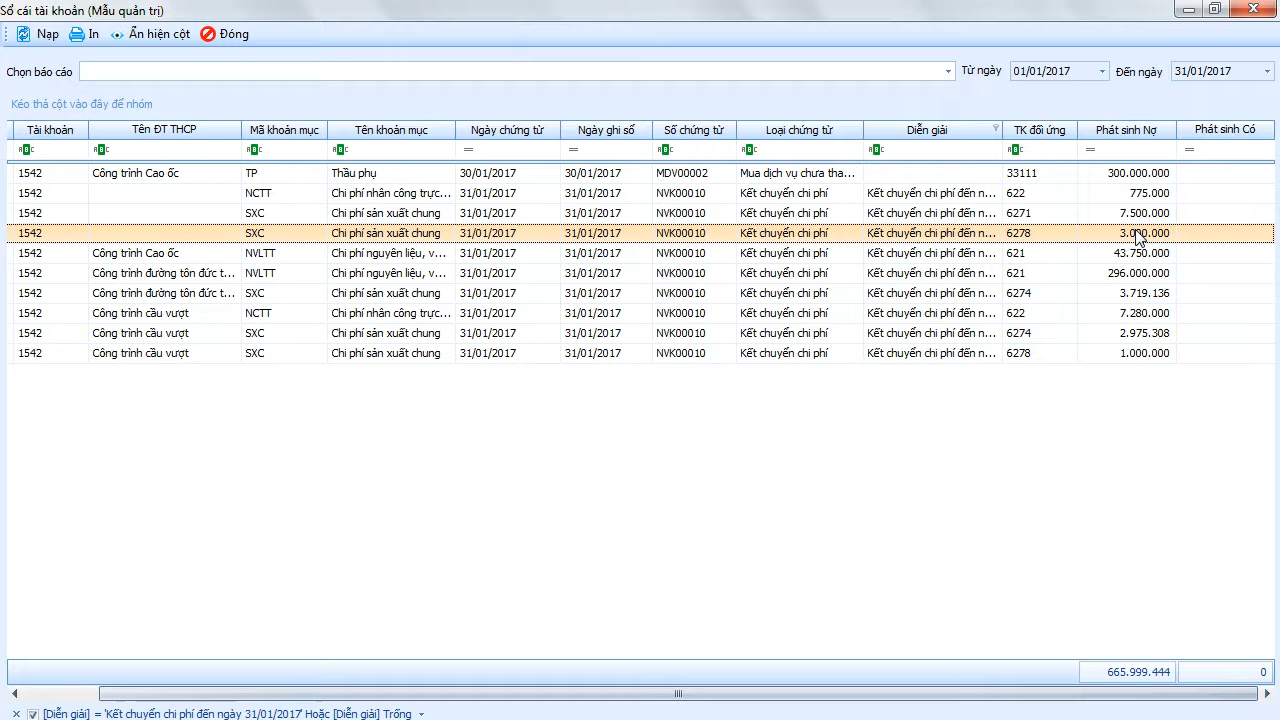 Sổ cái tài khoản (Mẫu quản trị)
Nạp In Ẩn hiện cột Đóng
Chọn báo cáo Từ ngày 01/01/2017 Đến ngày 31/01/2017
Kéo thả cột vào đây để nhóm
Tài khoản Tên ĐT THCP Mã khoản mục Tên khoản mục Ngày chứng từ Ngày ghi sổ Số chứng từ Loại chứng từ Diễn giải TK đối ứng Phát sinh Nợ Phát sinh Có
1542 Công trình Cao ốc TP Thầu phụ 30/01/2017 30/01/2017 MDV00002 Mua dịch vụ chưa tha... 33111 300.000.000
1542 NCTT Chi phí nhân công trực... 31/01/2017 31/01/2017 NVK00010 Kết chuyển chi phí Kết chuyển chi phí đến n... 622 775.000
1542 SXC Chi phí sản xuất chung 31/01/2017 31/01/2017 NVK00010 Kết chuyển chi phí Kết chuyển chi phí đến n... 6271 7.500.000
1542 SXC Chi phí sản xuất chung 31/01/2017 31/01/2017 NVK00010 Kết chuyển chi phí Kết chuyển chi phí đến n... 6278 3.000.000
1542 Công trình Cao ốc NVLTT Chi phí nguyên liệu, v... 31/01/2017 31/01/2017 NVK00010 Kết chuyển chi phí Kết chuyển chi phí đến n... 621 43.750.000
1542 Công trình đường tôn đức t... NVLTT Chi phí nguyên liệu, v... 31/01/2017 31/01/2017 NVK00010 Kết chuyển chi phí Kết chuyển chi phí đến n... 621 296.000.000
1542 Công trình đường tôn đức t... SXC Chi phí sản xuất chung 31/01/2017 31/01/2017 NVK00010 Kết chuyển chi phí Kết chuyển chi phí đến n... 6274 3.719.136
1542 Công trình cầu vượt NCTT Chi phí nhân công trực... 31/01/2017 31/01/2017 NVK00010 Kết chuyển chi phí Kết chuyển chi phí đến n... 622 7.280.000
1542 Công trình cầu vượt SXC Chi phí sản xuất chung 31/01/2017 31/01/2017 NVK00010 Kết chuyển chi phí Kết chuyển chi phí đến n... 6274 2.975.308
1542 Công trình cầu vượt SXC Chi phí sản xuất chung 31/01/2017 31/01/2017 NVK00010 Kết chuyển chi phí Kết chuyển chi phí đến n... 6278 1.000.000
665.999.444 0
[Diễn giải] = 'Kết chuyển chi phí đến ngày 31/01/2017' Hoặc [Diễn giải] Trống